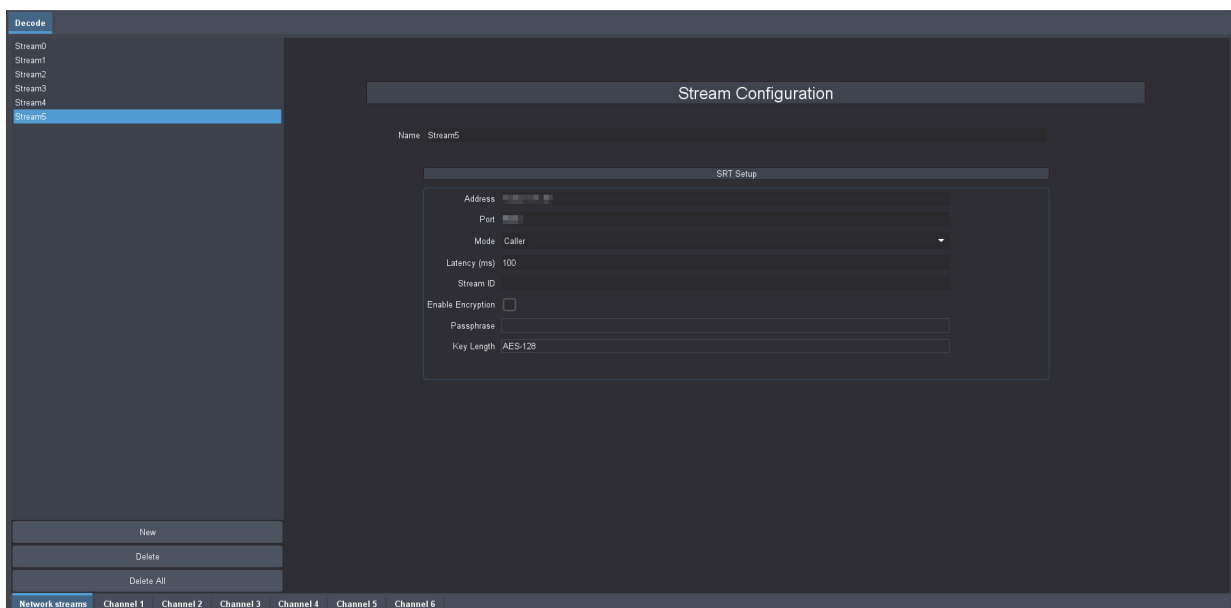 Decode
Stream0
Stream1
Stream2
Stream3
Stream4
Stream5
Stream Configuration
Name Stream5
SRT Setup
Address
Port
Mode Caller
Latency (ms) 100
Stream ID
Enable Encryption
Passphrase
Key Length AES-128
New
Delete
Delete All
Network streams Channel 1 Channel 2 Channel 3 Channel 4 Channel 5 Channel 6